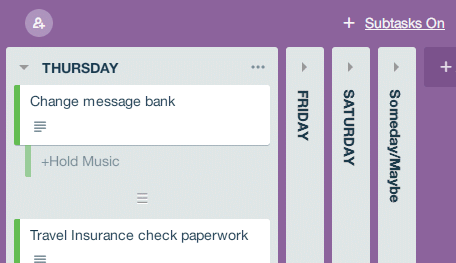 + Subtasks On
THURSDAY
Change message bank
+Hold Music
Travel Insurance check paperwork
FRIDAY
SATURDAY
Someday/Maybe
+